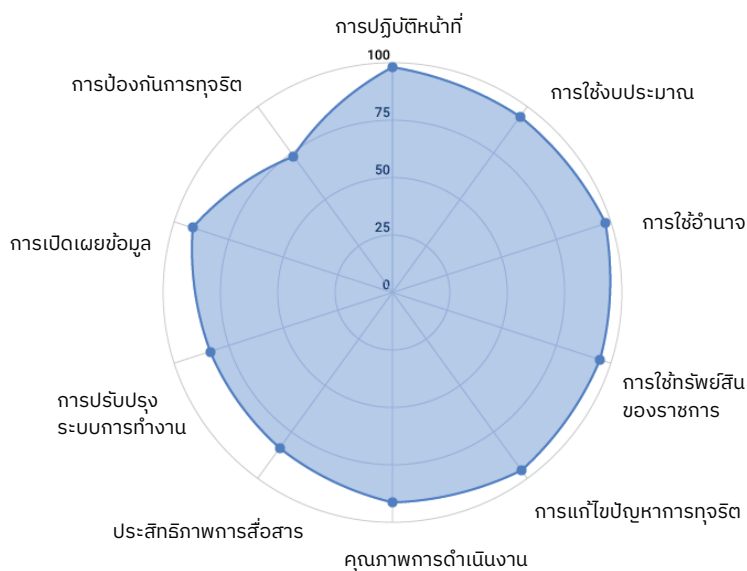 การปฏิบัติหน้าที่
100
การป้องกันการทุจริต
การใช้งบประมาณ
75
50
การใช้อำนาจ
การเปิดเผยข้อมูล
25
0
การใช้ทรัพย์สิน
ของราชการ
การปรับปรุง
ระบบการทำงาน
การแก้ไขปัญหาการทุจริต
ประสิทธิภาพการสื่อสาร
คุณภาพการดำเนินงาน